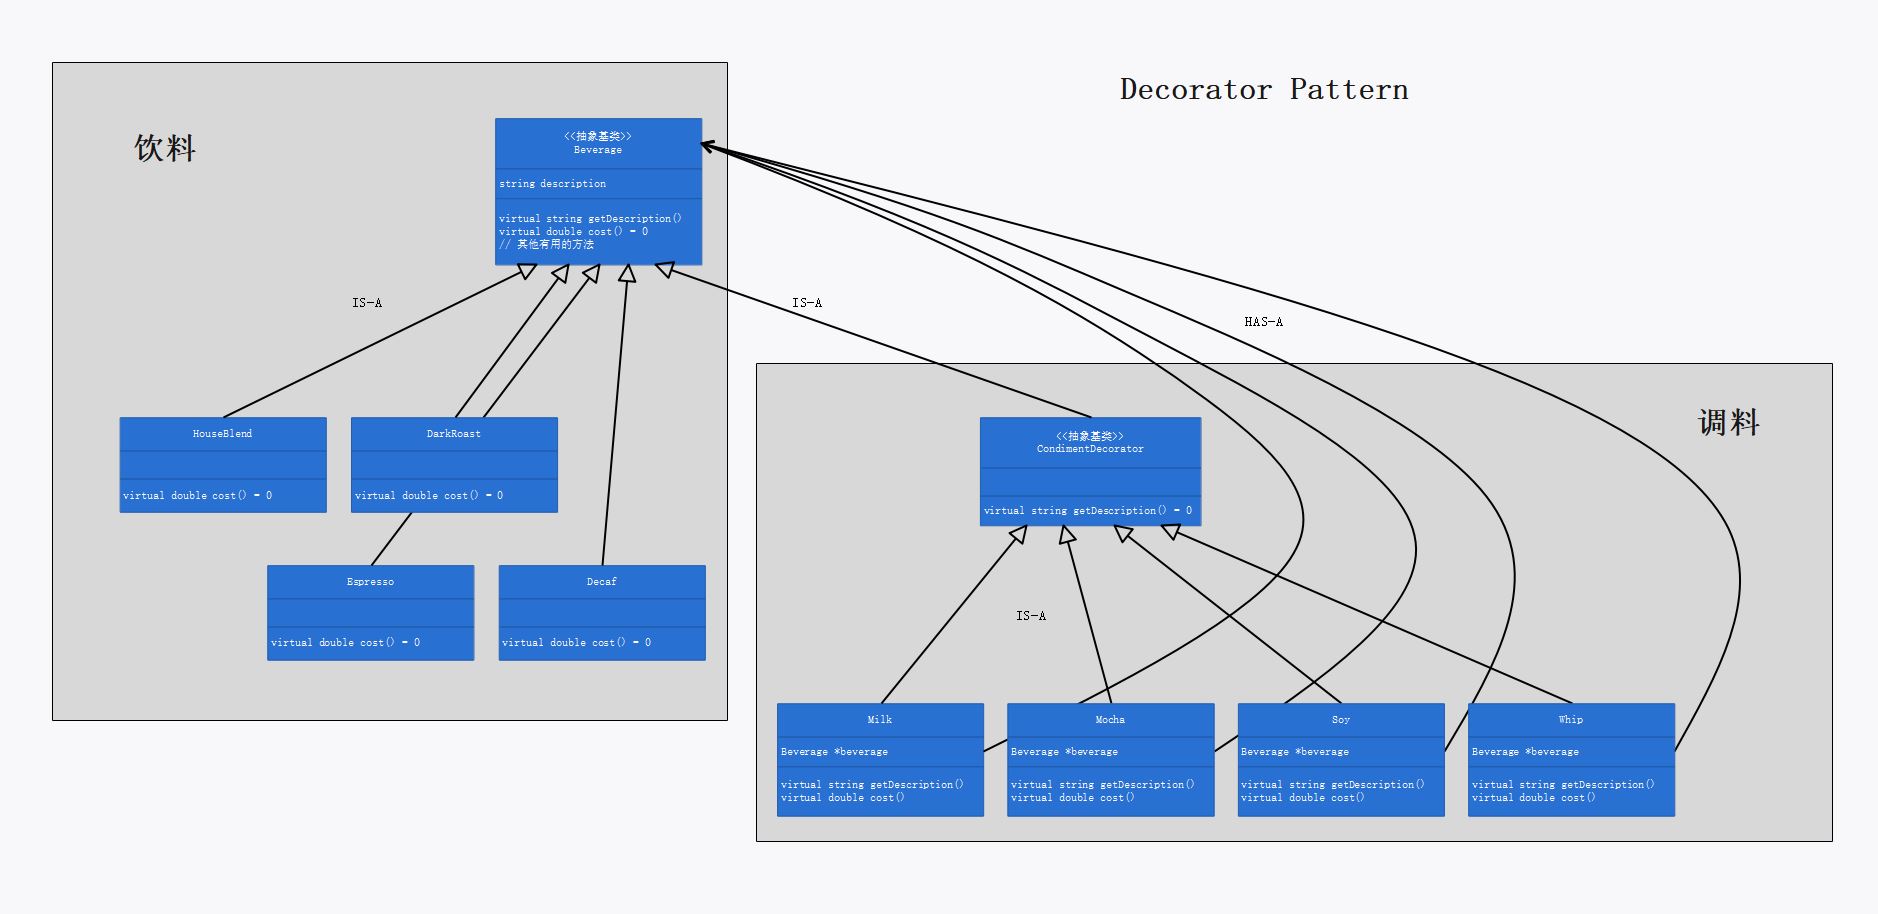 Decorator Pattern
饮料
<<抽象基类>>
Beverage
string description
virtual string getDescription()
virtual double cost() = 0
// 其他有用的方法
IS-A
IS-A
HAS-A
HouseBlend
virtual double cost() = 0
DarkRoast
virtual double cost() = 0
Espresso
virtual double cost() = 0
Decaf
virtual double cost() = 0
调料
<<抽象基类>>
CondimentDecorator
virtual string getDescription() = 0
IS-A
Milk
Beverage *beverage
virtual string getDescription()
virtual double cost()
Mocha
Beverage *beverage
virtual string getDescription()
virtual double cost()
Soy
Beverage *beverage
virtual string getDescription()
virtual double cost()
Whip
Beverage *beverage
virtual string getDescription()
virtual double cost()